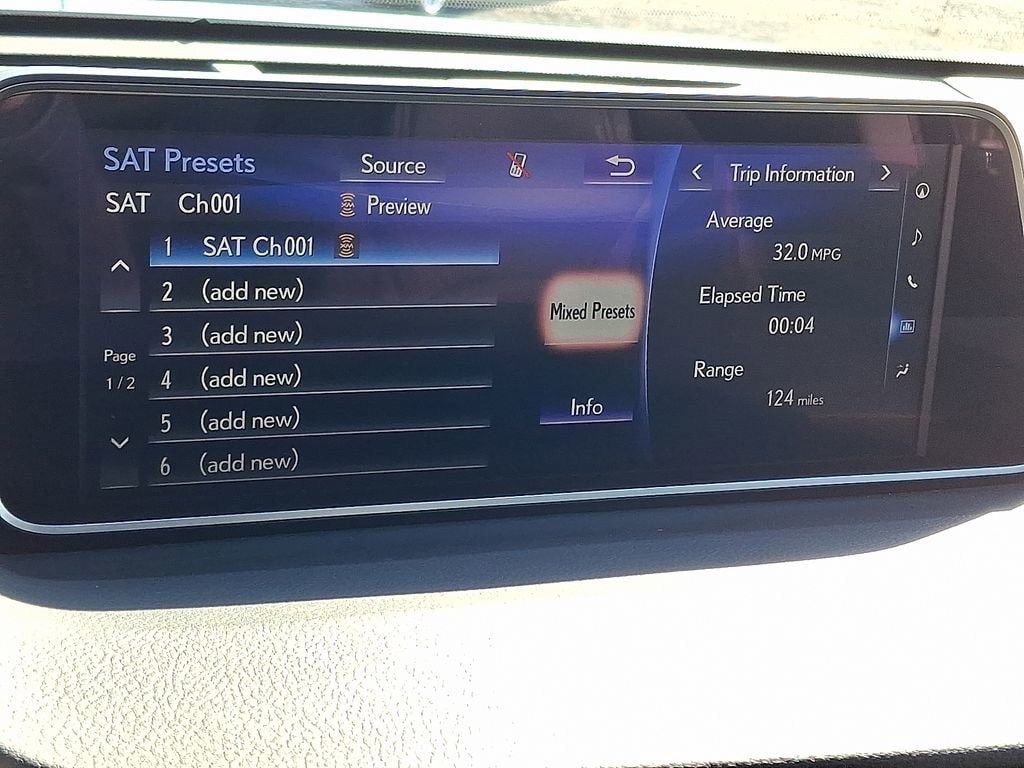 SAT Presets
Source
SAT Ch001
XM Preview
1 SAT Ch001 XM
2 (add new)
3 (add new)
4 (add new)
5 (add new)
6 (add new)
Page
1 / 2
Mixed Presets
Info
Trip Information
Average
32.0 MPG
Elapsed Time
00:04
Range
124 miles